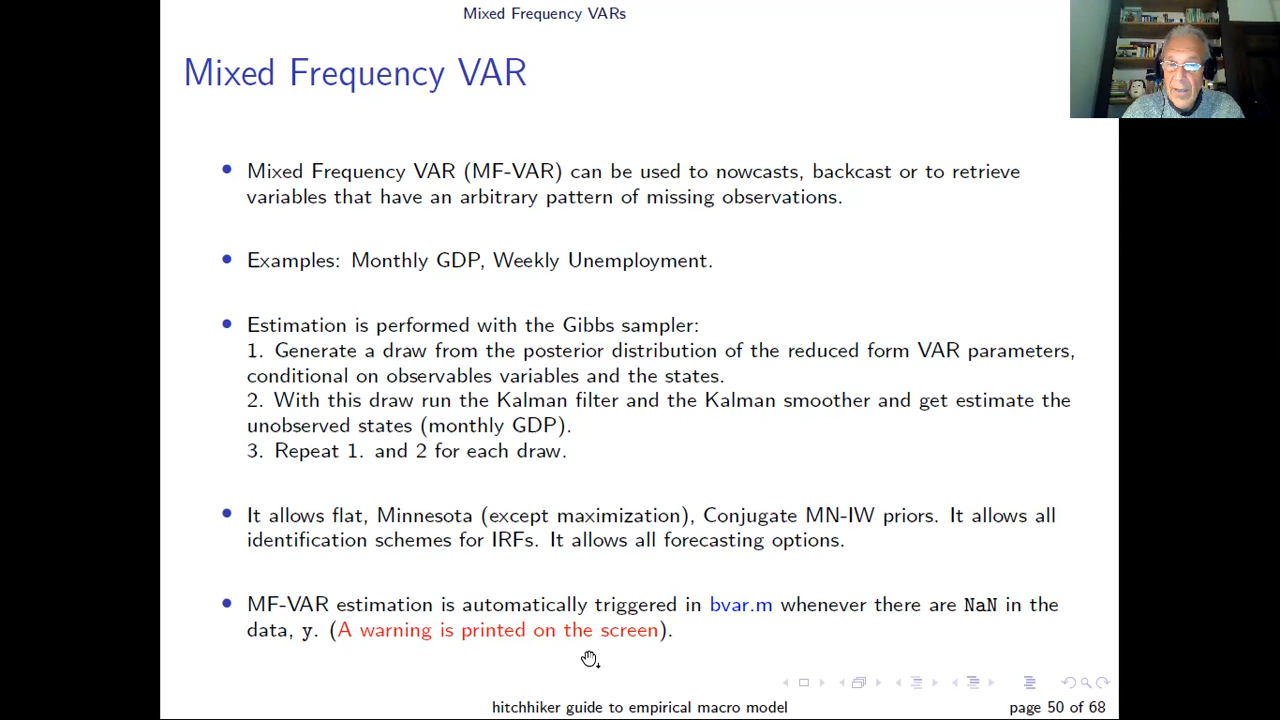 Mixed Frequency VARs
Mixed Frequency VAR
Mixed Frequency VAR (MF-VAR) can be used to nowcasts, backcast or to retrieve
variables that have an arbitrary pattern of missing observations.
Examples: Monthly GDP, Weekly Unemployment.
Estimation is performed with the Gibbs sampler:
1. Generate a draw from the posterior distribution of the reduced form VAR parameters,
conditional on observables variables and the states.
2. With this draw run the Kalman filter and the Kalman smoother and get estimate the
unobserved states (monthly GDP).
3. Repeat 1. and 2 for each draw.
It allows flat, Minnesota (except maximization), Conjugate MN-IW priors. It allows all
identification schemes for IRFs. It allows all forecasting options.
MF-VAR estimation is automatically triggered in bvar.m whenever there are NaN in the
data, y. (A warning is printed on the screen).
hitchhiker guide to empirical macro model
page 50 of 68